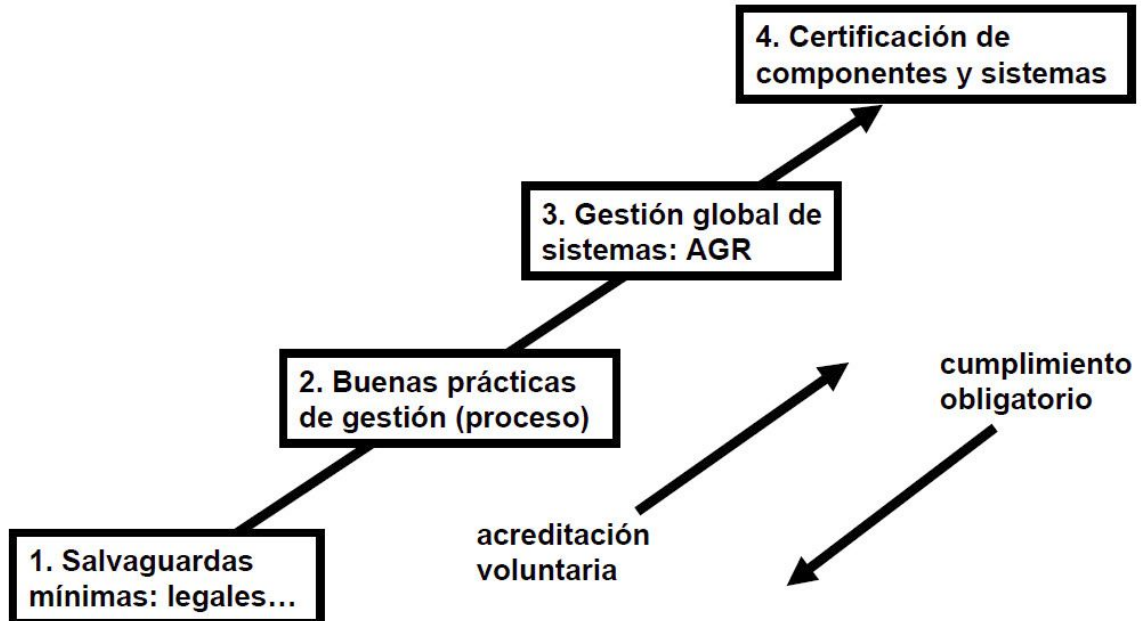 4. Certificación de
componentes y sistemas
3. Gestión global de
sistemas: AGR
2. Buenas prácticas
de gestión (proceso)
1. Salvaguardas
mínimas: legales...
cumplimiento
obligatorio
acreditación
voluntaria